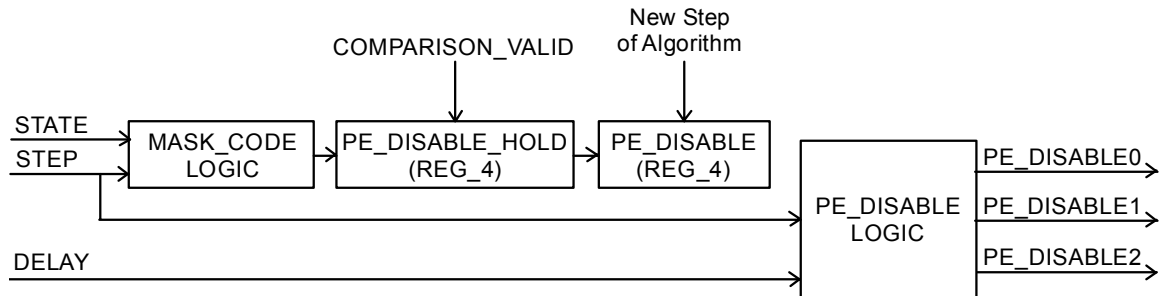 New Step
of Algorithm
COMPARISON_VALID
STATE
STEP
MASK_CODE
LOGIC
PE_DISABLE_HOLD
(REG_4)
PE_DISABLE
(REG_4)
PE_DISABLE
LOGIC
PE_DISABLE0
PE_DISABLE1
PE_DISABLE2
DELAY